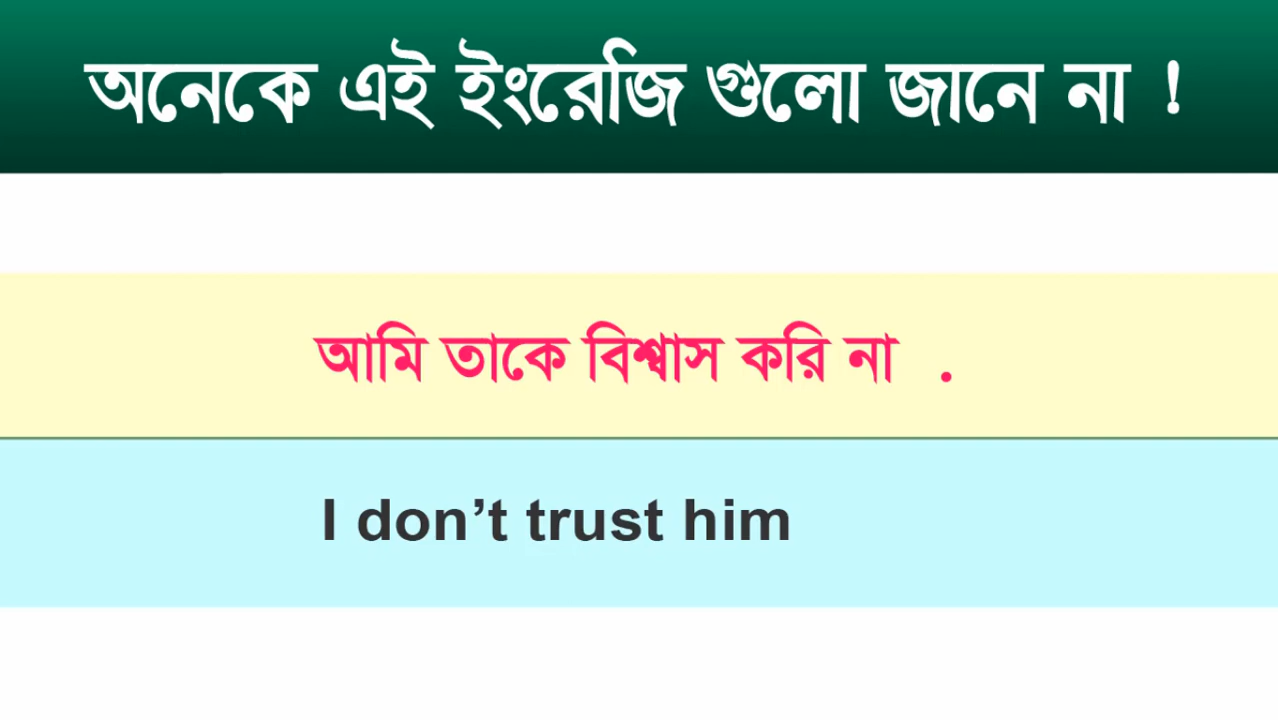 অনেকে এই ইংরেজি গুলো জানে না !
আমি তাকে বিশ্বাস করি না .
I don’t trust him